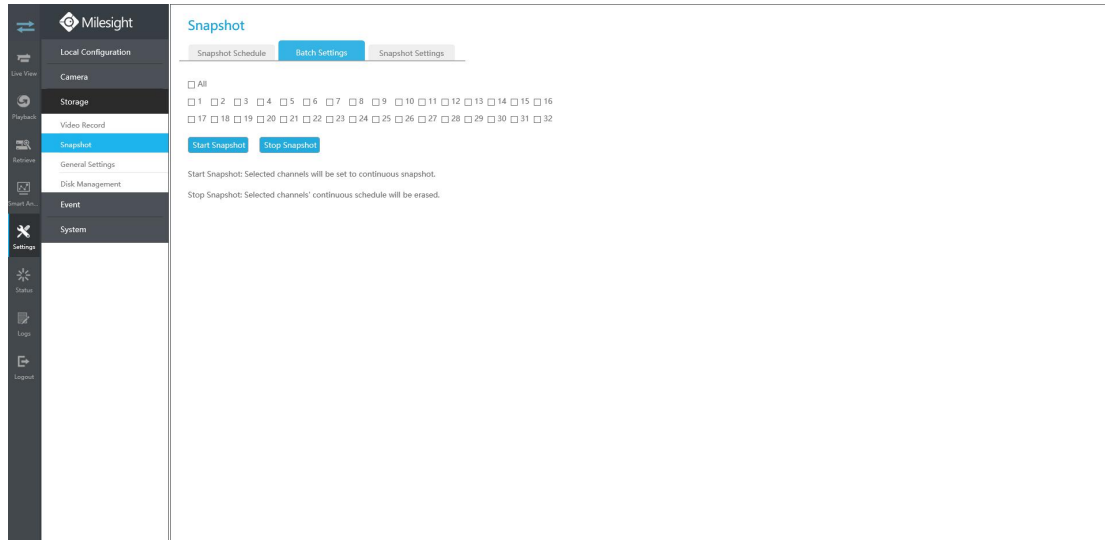 Live View
Playback
Retrieve
Smart An...
Settings
Status
Logs
Logout
Milesight
Local Configuration
Camera
Storage
Video Record
Snapshot
General Settings
Disk Management
Event
System
Snapshot
Snapshot Schedule Batch Settings Snapshot Settings
All
1 2 3 4 5 6 7 8 9 10 11 12 13 14 15 16
17 18 19 20 21 22 23 24 25 26 27 28 29 30 31 32
Start Snapshot Stop Snapshot
Start Snapshot: Selected channels will be set to continuous snapshot.
Stop Snapshot: Selected channels' continuous schedule will be erased.